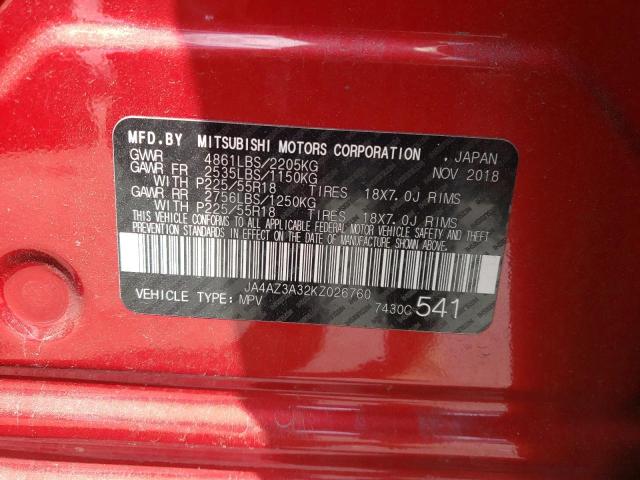 MFD.BY MITSUBISHI MOTORS CORPORATION , JAPAN
GVWR 4861LBS/2205KG NOV 2018
GAWR FR 2535LBS/1150KG
WITH P225/55R18 TIRES 18X7.0J RIMS
GAWR RR 2756LBS/1250KG
WITH P225/55R18 TIRES 18X7.0J RIMS
THIS VEHICLE CONFORMS TO ALL APPLICABLE FEDERAL MOTOR VEHICLE SAFETY AND THEFT
PREVENTION STANDARDS IN EFFECT ON THE DATE OF MANUFACTURE SHOWN ABOVE.
JA4AZ3A32KZ026760
VEHICLE TYPE: MPV 7430C 541